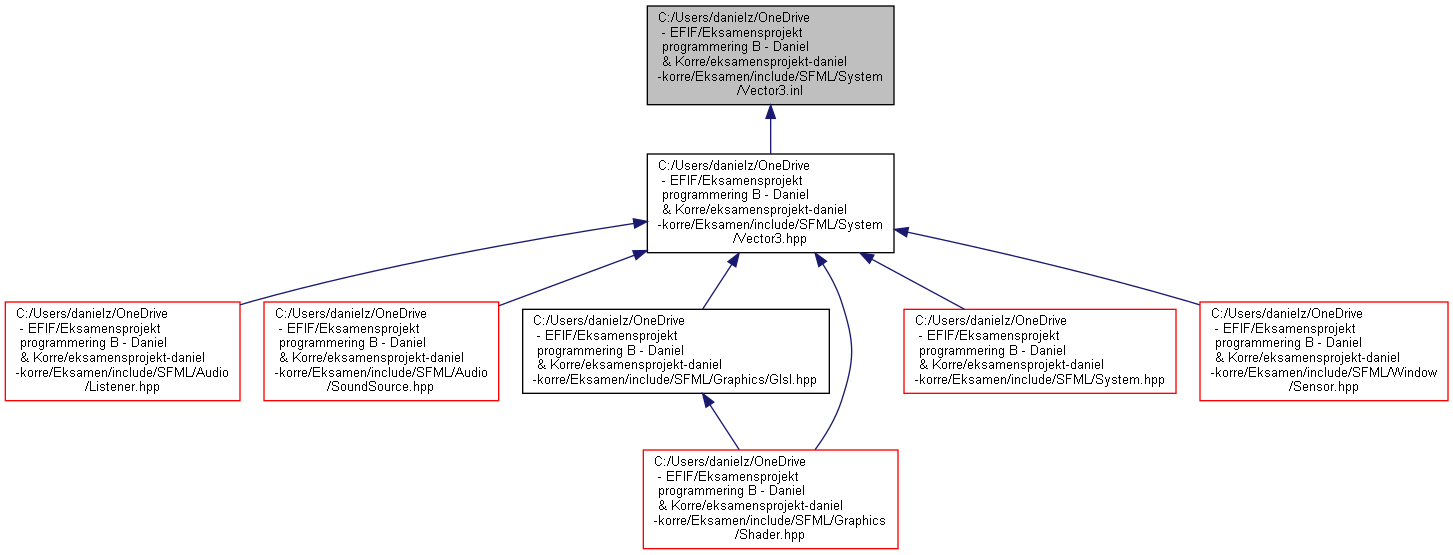 C:/Users/danielz/OneDrive
- EFIF/Eksamensprojekt
programmering B - Daniel
& Korre/eksamensprojekt-daniel
-korre/Eksamen/include/SFML/System
/Vector3.inl
C:/Users/danielz/OneDrive
- EFIF/Eksamensprojekt
programmering B - Daniel
& Korre/eksamensprojekt-daniel
-korre/Eksamen/include/SFML/System
/Vector3.hpp
C:/Users/danielz/OneDrive
- EFIF/Eksamensprojekt
programmering B - Daniel
& Korre/eksamensprojekt-daniel
-korre/Eksamen/include/SFML/Audio
/Listener.hpp
C:/Users/danielz/OneDrive
- EFIF/Eksamensprojekt
programmering B - Daniel
& Korre/eksamensprojekt-daniel
-korre/Eksamen/include/SFML/Audio
/SoundSource.hpp
C:/Users/danielz/OneDrive
- EFIF/Eksamensprojekt
programmering B - Daniel
& Korre/eksamensprojekt-daniel
-korre/Eksamen/include/SFML/Graphics/Glsl.hpp
C:/Users/danielz/OneDrive
- EFIF/Eksamensprojekt
programmering B - Daniel
& Korre/eksamensprojekt-daniel
-korre/Eksamen/include/SFML/System.hpp
C:/Users/danielz/OneDrive
- EFIF/Eksamensprojekt
programmering B - Daniel
& Korre/eksamensprojekt-daniel
-korre/Eksamen/include/SFML/Window
/Sensor.hpp
C:/Users/danielz/OneDrive
- EFIF/Eksamensprojekt
programmering B - Daniel
& Korre/eksamensprojekt-daniel
-korre/Eksamen/include/SFML/Graphics
/Shader.hpp